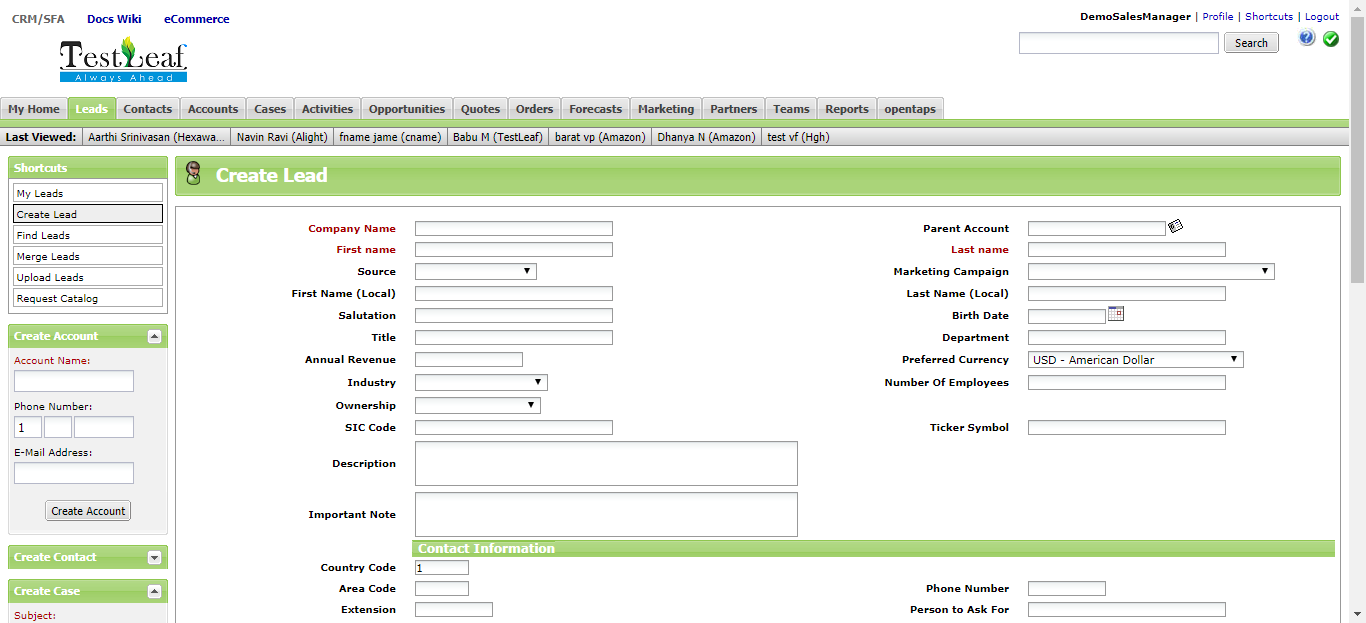 CRM/SFA Docs Wiki eCommerce
DemoSalesManager | Profile | Shortcuts | Logout
TestLeaf
Always Ahead
Search
My Home Leads Contacts Accounts Cases Activities Opportunities Quotes Orders Forecasts Marketing Partners Teams Reports opentaps
Last Viewed: Aarthi Srinivasan (Hexawa... Navin Ravi (Alight) fname jame (cname) Babu M (TestLeaf) barat vp (Amazon) Dhanya N (Amazon) test vf (Hgh)
Shortcuts
My Leads
Create Lead
Find Leads
Merge Leads
Upload Leads
Request Catalog
Create Account
Account Name:
Phone Number:
1
E-Mail Address:
Create Account
Create Contact
Create Case
Subject:
Create Lead
Company Name Parent Account
First name Last name
Source Marketing Campaign
First Name (Local) Last Name (Local)
Salutation Birth Date
Title Department
Annual Revenue Preferred Currency USD - American Dollar
Industry Number Of Employees
Ownership
SIC Code Ticker Symbol
Description
Important Note
Contact Information
Country Code 1
Area Code Phone Number
Extension Person to Ask For